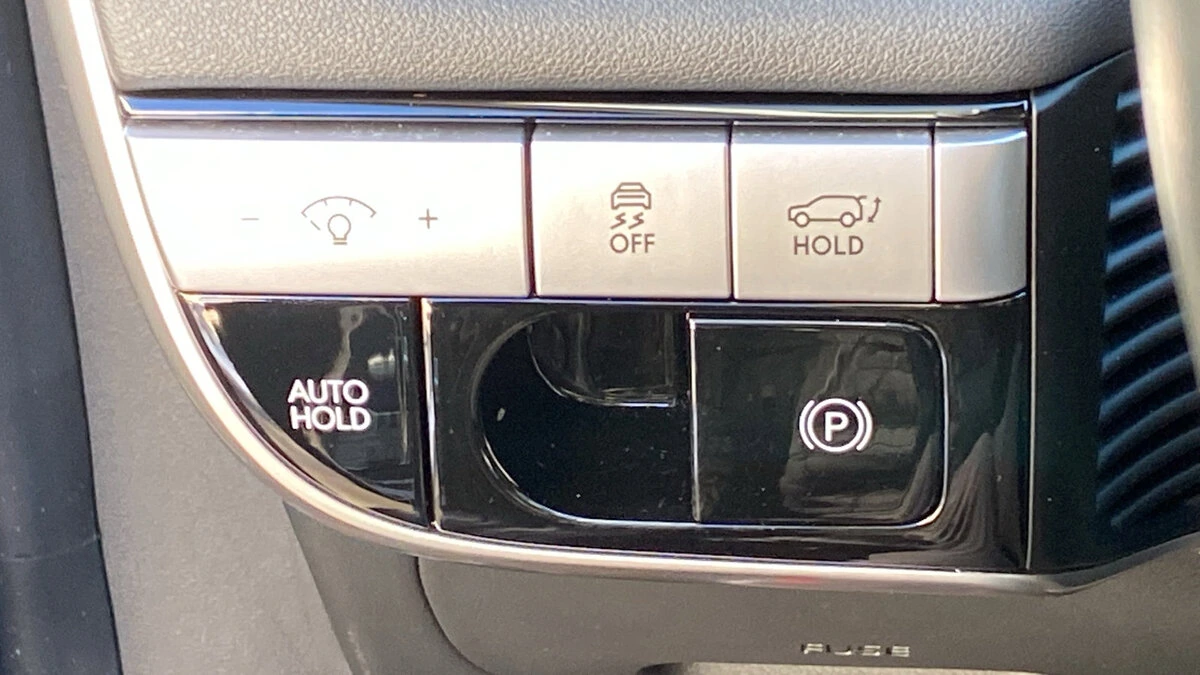 - +
OFF
HOLD
AUTO
HOLD
P
FUSE